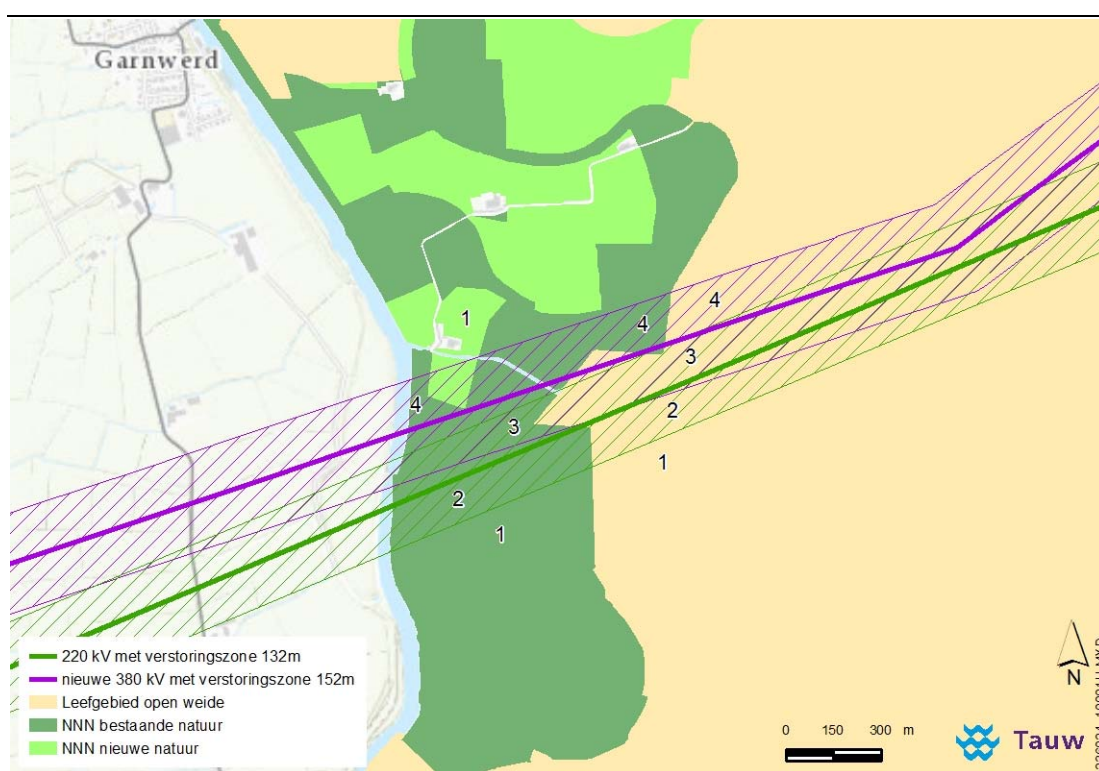 Garnwerd
4
1
4
3
4
3
2
2
1
1
220 kV met verstoringszone 132m
nieuwe 380 kV met verstoringszone 152m
Leefgebied open weide
NNN bestaande natuur
NNN nieuwe natuur
0 150 300 m
N
Tauw